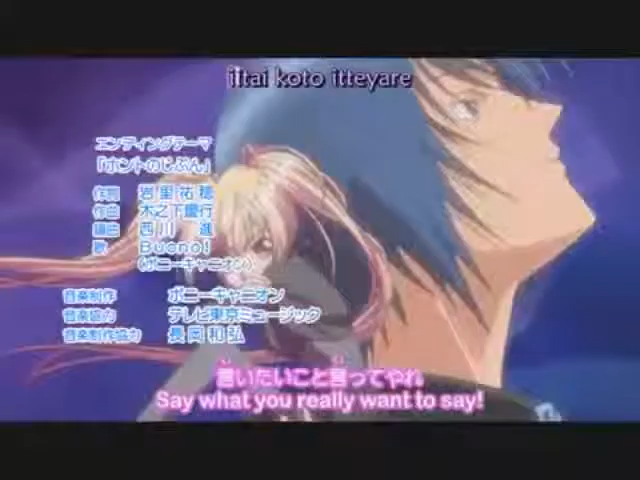 iitai koto itteyare
エンディングテーマ
「ホントのじぶん」
作詞 岩里祐穂
作曲 木之下慶行
編曲 西川 進
歌 Buono!
(ポニーキャニオン)
音楽制作 ポニーキャニオン
音楽協力 テレビ東京ミュージック
音楽制作協力 長岡和弘
言いたいこと言ってやれ
Say what you really want to say!